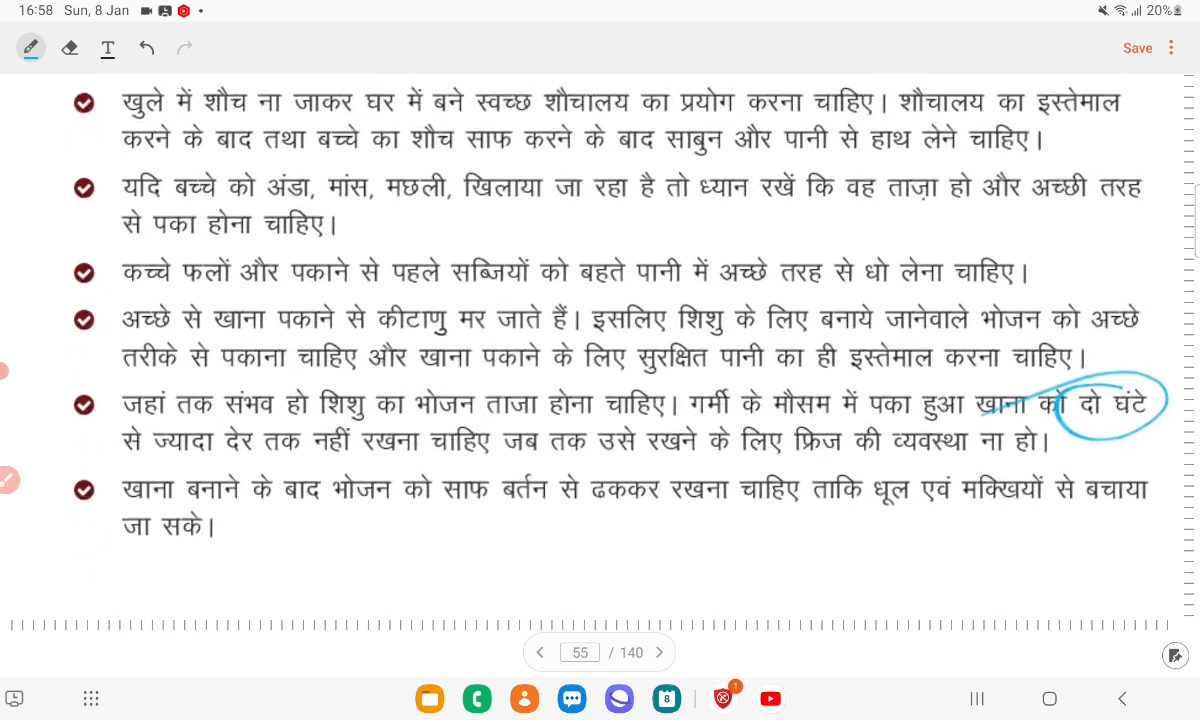 16:58 Sun, 8 Jan
20%
T
Save
खुले में शौच ना जाकर घर में बने स्वच्छ शौचालय का प्रयोग करना चाहिए। शौचालय का इस्तेमाल
करने के बाद तथा बच्चे का शौच साफ करने के बाद साबुन और पानी से हाथ लेने चाहिए।
यदि बच्चे को अंडा, मांस, मछली, खिलाया जा रहा है तो ध्यान रखें कि वह ताज़ा हो और अच्छी तरह
से पका होना चाहिए।
कच्चे फलों और पकाने से पहले सब्जियों को बहते पानी में अच्छे तरह से धो लेना चाहिए।
अच्छे से खाना पकाने से कीटाणु मर जाते हैं। इसलिए शिशु के लिए बनाये जानेवाले भोजन को अच्छे
तरीके से पकाना चाहिए और खाना पकाने के लिए सुरक्षित पानी का ही इस्तेमाल करना चाहिए।
जहां तक संभव हो शिशु का भोजन ताजा होना चाहिए। गर्मी के मौसम में पका हुआ खाना को दो घंटे
से ज्यादा देर तक नहीं रखना चाहिए जब तक उसे रखने के लिए फ्रिज की व्यवस्था ना हो।
खाना बनाने के बाद भोजन को साफ बर्तन से ढककर रखना चाहिए ताकि धूल एवं मक्खियों से बचाया
जा सके।
55 / 140
8
1